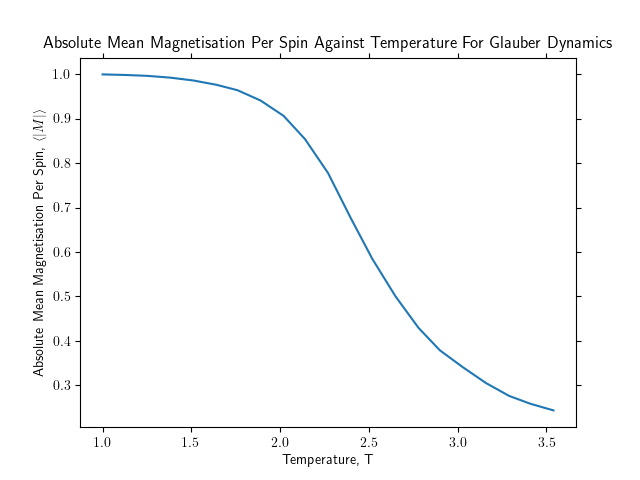 Absolute Mean Magnetisation Per Spin Against Temperature For Glauber Dynamics
Absolute Mean Magnetisation Per Spin, ⟨|M|⟩
1.0
0.9
0.8
0.7
0.6
0.5
0.4
0.3
1.0 1.5 2.0 2.5 3.0 3.5
Temperature, T